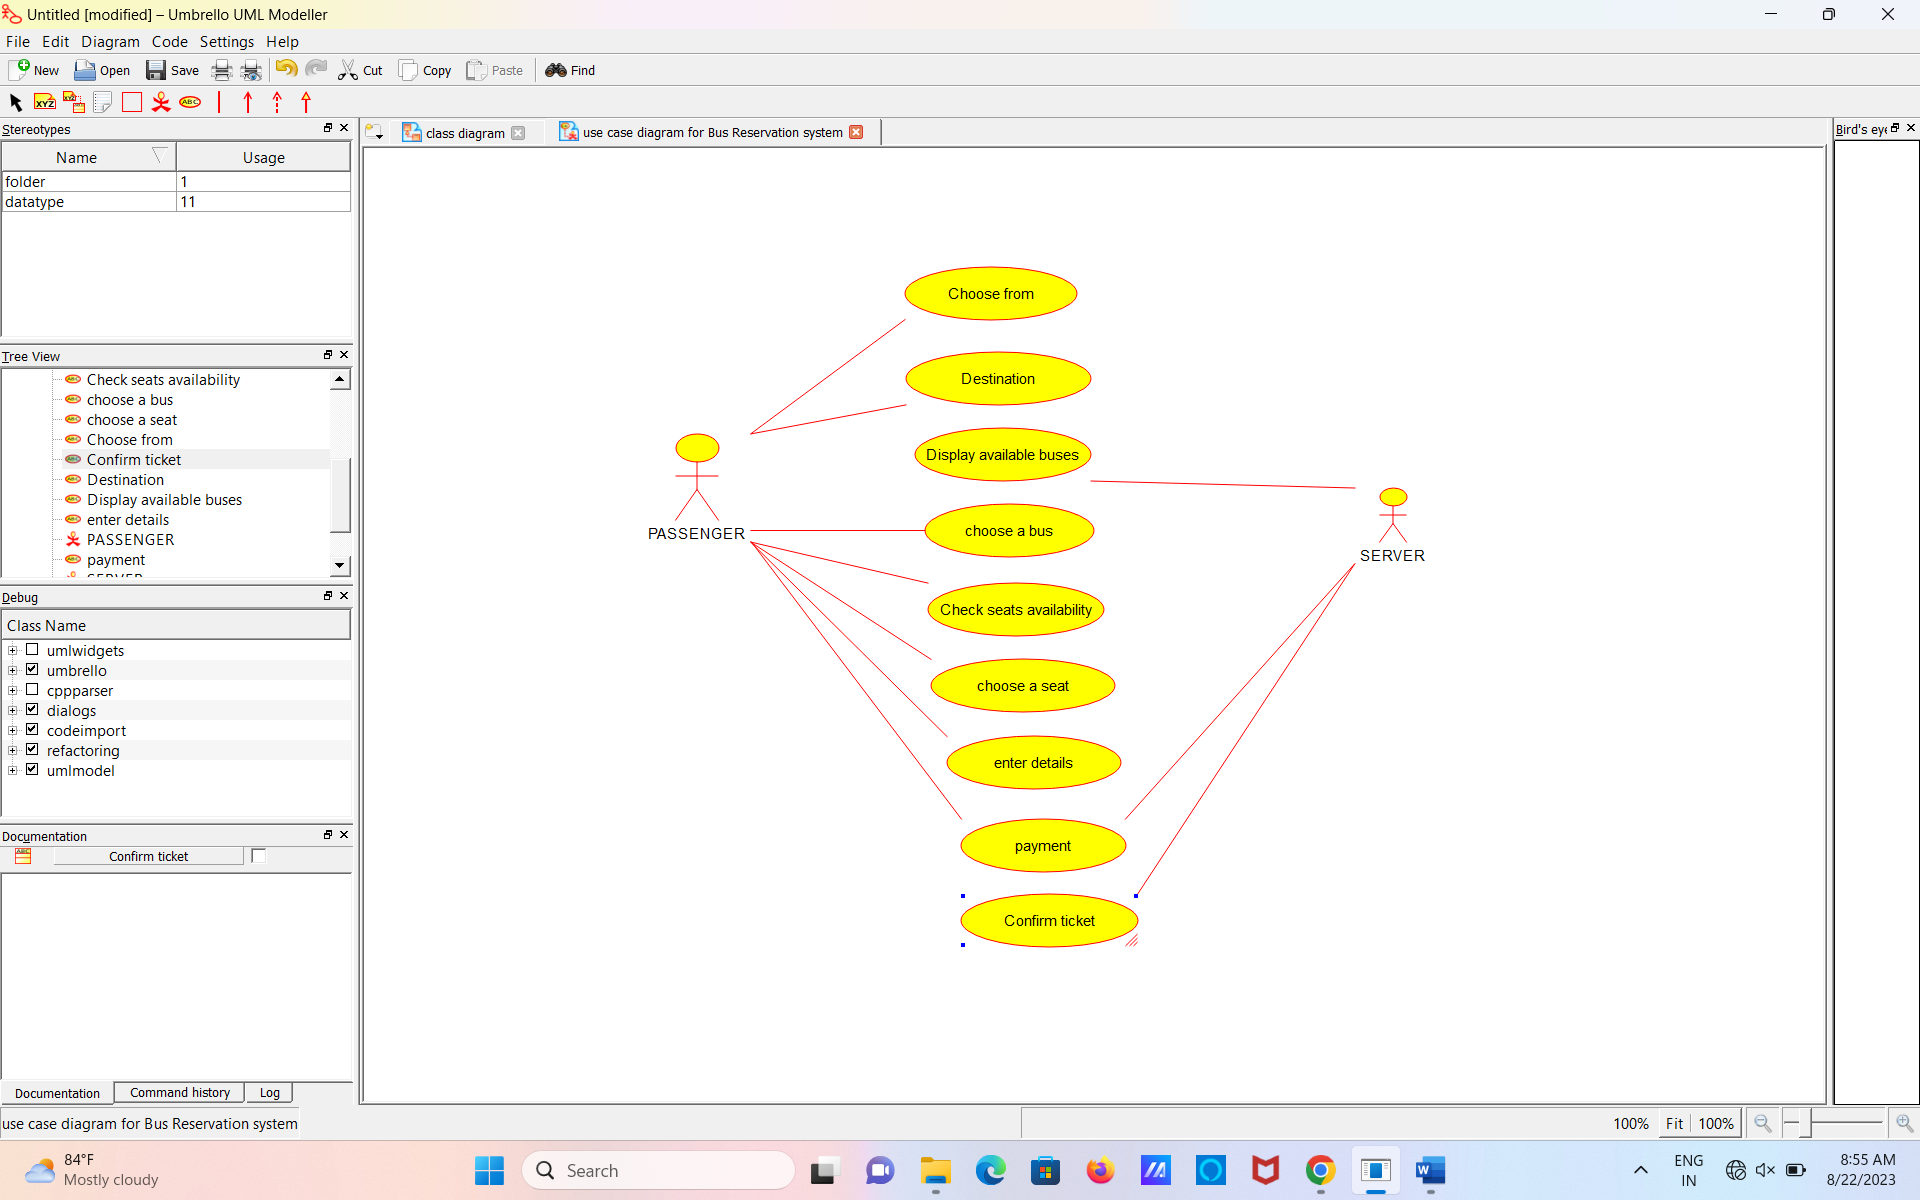 Untitled [modified] – Umbrello UML Modeller
File Edit Diagram Code Settings Help
New Open Save Cut Copy Paste Find
XYZ ABC
Stereotypes
Name Usage
folder 1
datatype 11
Tree View
Check seats availability
choose a bus
choose a seat
Choose from
Confirm ticket
Destination
Display available buses
enter details
PASSENGER
payment
SERVER
Debug
Class Name
umlwidgets
umbrello
cppparser
dialogs
codeimport
refactoring
umlmodel
Documentation
Confirm ticket
Documentation Command history Log
use case diagram for Bus Reservation system
class diagram
use case diagram for Bus Reservation system
Bird's eye
Choose from
Destination
Display available buses
choose a bus
Check seats availability
choose a seat
enter details
payment
Confirm ticket
PASSENGER
SERVER
100% Fit 100%
84°F
Mostly cloudy
Search
ENG
IN
8:55 AM
8/22/2023